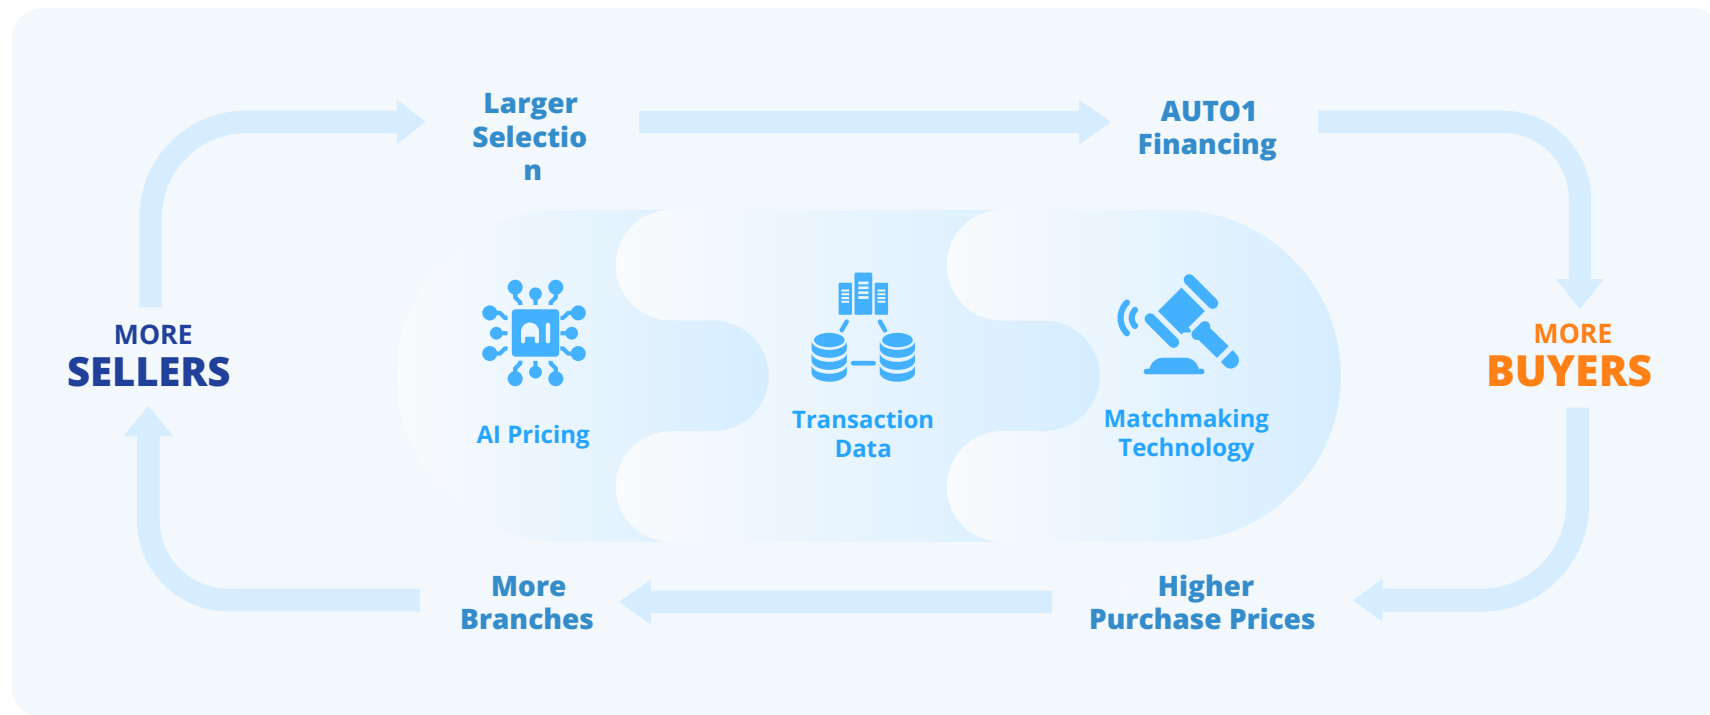 Larger
Selectio
n
AUTO1
Financing
MORE
SELLERS
MORE
BUYERS
AI
AI Pricing
Transaction
Data
Matchmaking
Technology
More
Branches
Higher
Purchase Prices